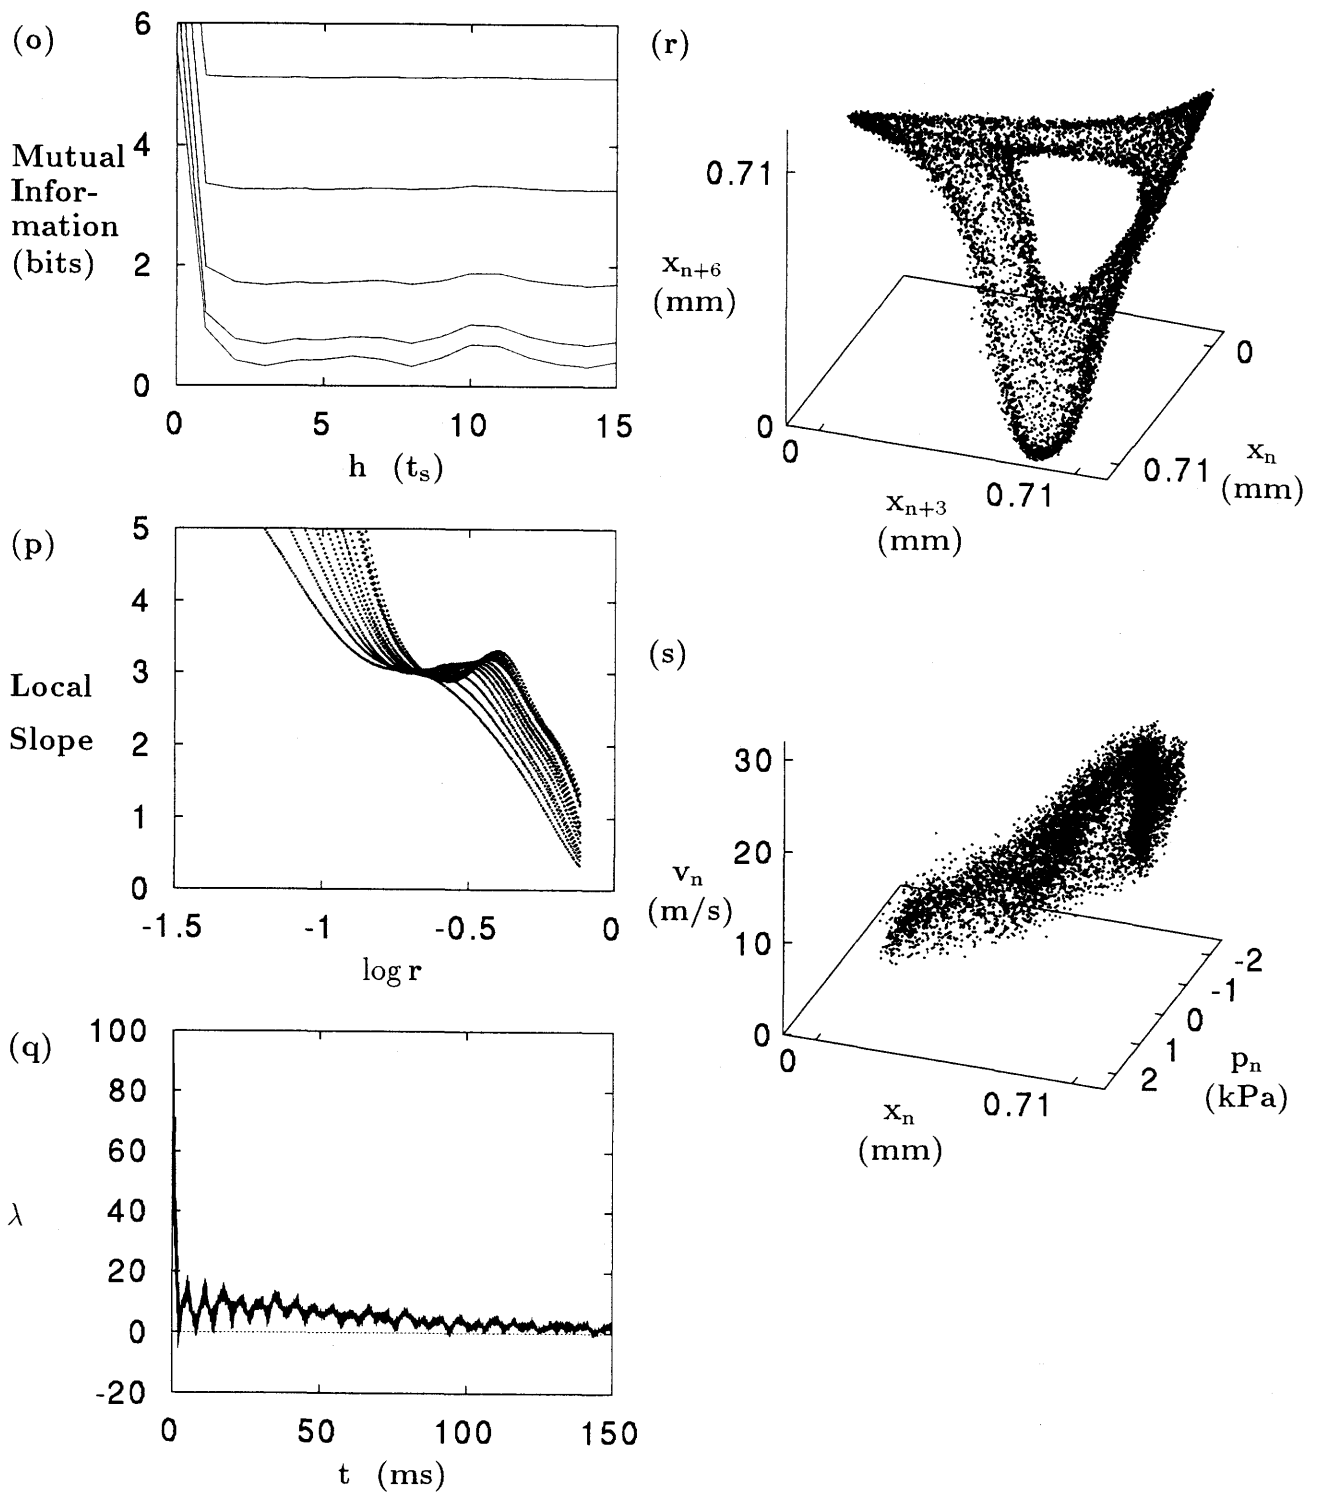 (o)
6
4
2
0
Mutual
Infor-
mation
(bits)
0 5 10 15
h (tₛ)
(p)
5
4
3
2
1
0
Local
Slope
-1.5 -1 -0.5 0
log r
(q)
100
80
60
40
20
0
-20
λ
0 50 100 150
t (ms)
(r)
0.71
xₙ₊₆
(mm)
0
0
0.71
xₙ₊₃
(mm)
0
0.71
xₙ
(mm)
(s)
30
20
10
0
vₙ
(m/s)
0
0.71
xₙ
(mm)
-2
-1
0
1
2
pₙ
(kPa)